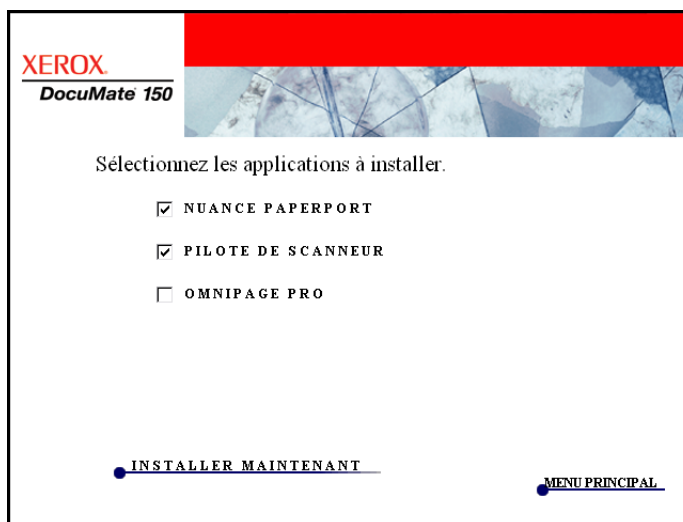 XEROX.
DocuMate 150
Sélectionnez les applications à installer.
NUANCE PAPERPORT
PILOTE DE SCANNEUR
OMNIPAGE PRO
INSTALLER MAINTENANT
MENU PRINCIPAL